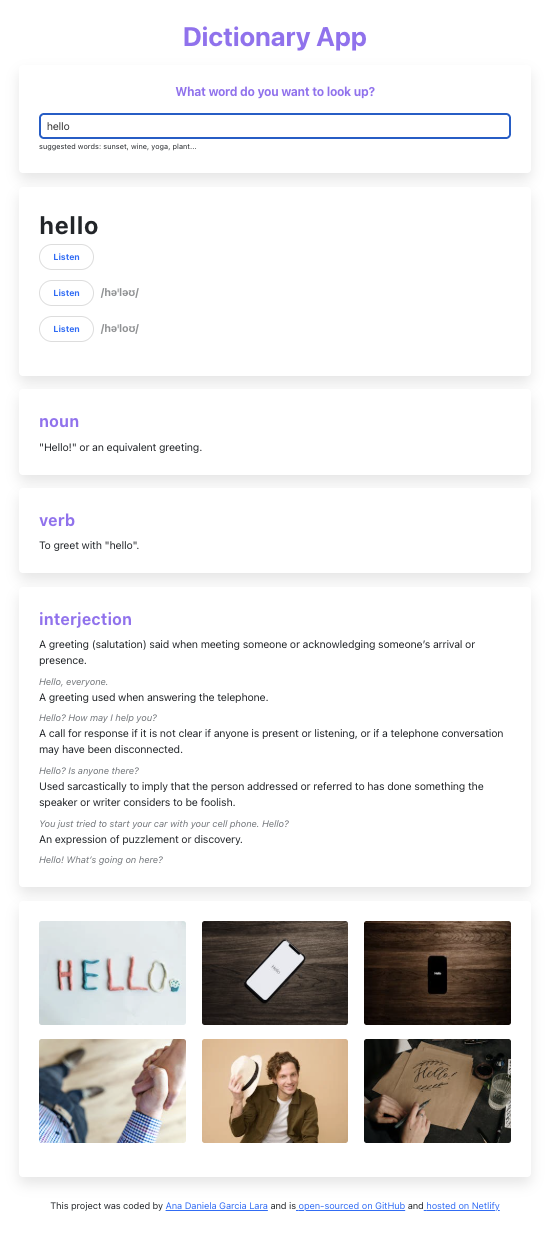 Dictionary App
What word do you want to look up?
hello
suggested words: sunset, wine, yoga, plant...
hello
Listen
Listen /həˈləʊ/
Listen /həˈloʊ/
noun
"Hello!" or an equivalent greeting.
verb
To greet with "hello".
interjection
A greeting (salutation) said when meeting someone or acknowledging someone's arrival or
presence.
Hello, everyone.
A greeting used when answering the telephone.
Hello? How may I help you?
A call for response if it is not clear if anyone is present or listening, or if a telephone conversation
may have been disconnected.
Hello? Is anyone there?
Used sarcastically to imply that the person addressed or referred to has done something the
speaker or writer considers to be foolish.
You just tried to start your car with your cell phone. Hello?
An expression of puzzlement or discovery.
Hello! What's going on here?
HELLO
Hello!
This project was coded by Ana Daniela Garcia Lara and is open-sourced on GitHub and hosted on Netlify